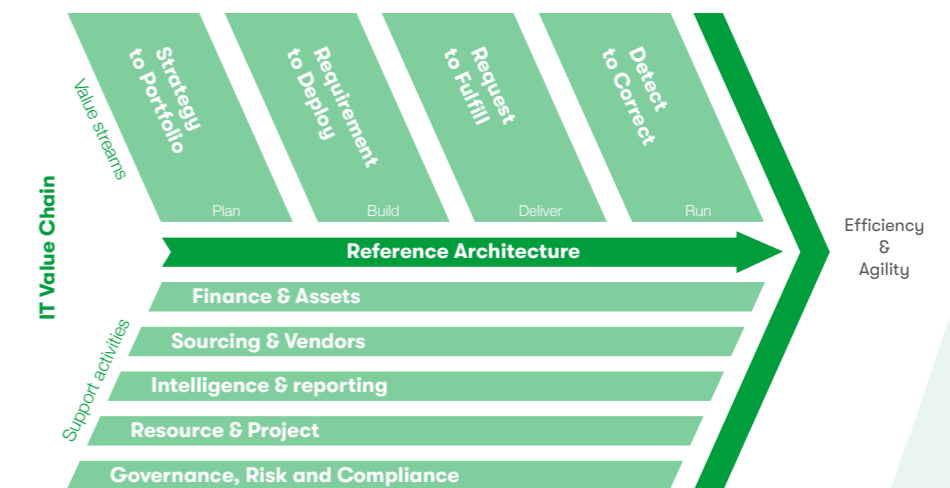 IT Value Chain
Value streams
Strategy
to Portfolio
Plan
Requirement
to Deploy
Build
Request
to Fulfill
Deliver
Detect
to Correct
Run
Reference Architecture
Efficiency
&
Agility
Support activities
Finance & Assets
Sourcing & Vendors
Intelligence & reporting
Resource & Project
Governance, Risk and Compliance